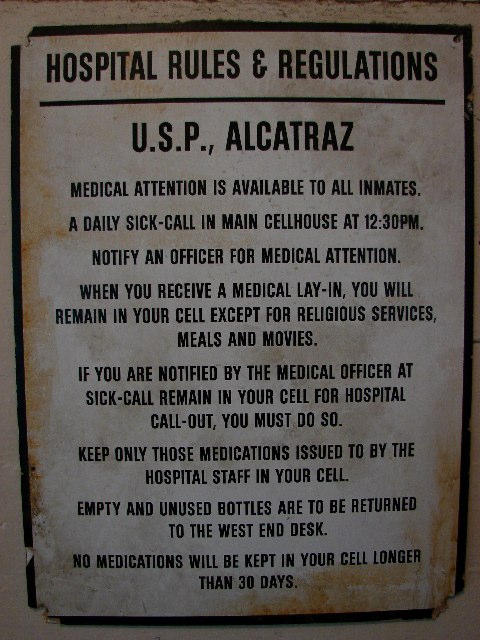 HOSPITAL RULES & REGULATIONS
U.S.P., ALCATRAZ
MEDICAL ATTENTION IS AVAILABLE TO ALL INMATES.
A DAILY SICK-CALL IN MAIN CELLHOUSE AT 12:30PM.
NOTIFY AN OFFICER FOR MEDICAL ATTENTION.
WHEN YOU RECEIVE A MEDICAL LAY-IN, YOU WILL
REMAIN IN YOUR CELL EXCEPT FOR RELIGIOUS SERVICES,
MEALS AND MOVIES.
IF YOU ARE NOTIFIED BY THE MEDICAL OFFICER AT
SICK-CALL REMAIN IN YOUR CELL FOR HOSPITAL
CALL-OUT, YOU MUST DO SO.
KEEP ONLY THOSE MEDICATIONS ISSUED TO BY THE
HOSPITAL STAFF IN YOUR CELL.
EMPTY AND UNUSED BOTTLES ARE TO BE RETURNED
TO THE WEST END DESK.
NO MEDICATIONS WILL BE KEPT IN YOUR CELL LONGER
THAN 30 DAYS.